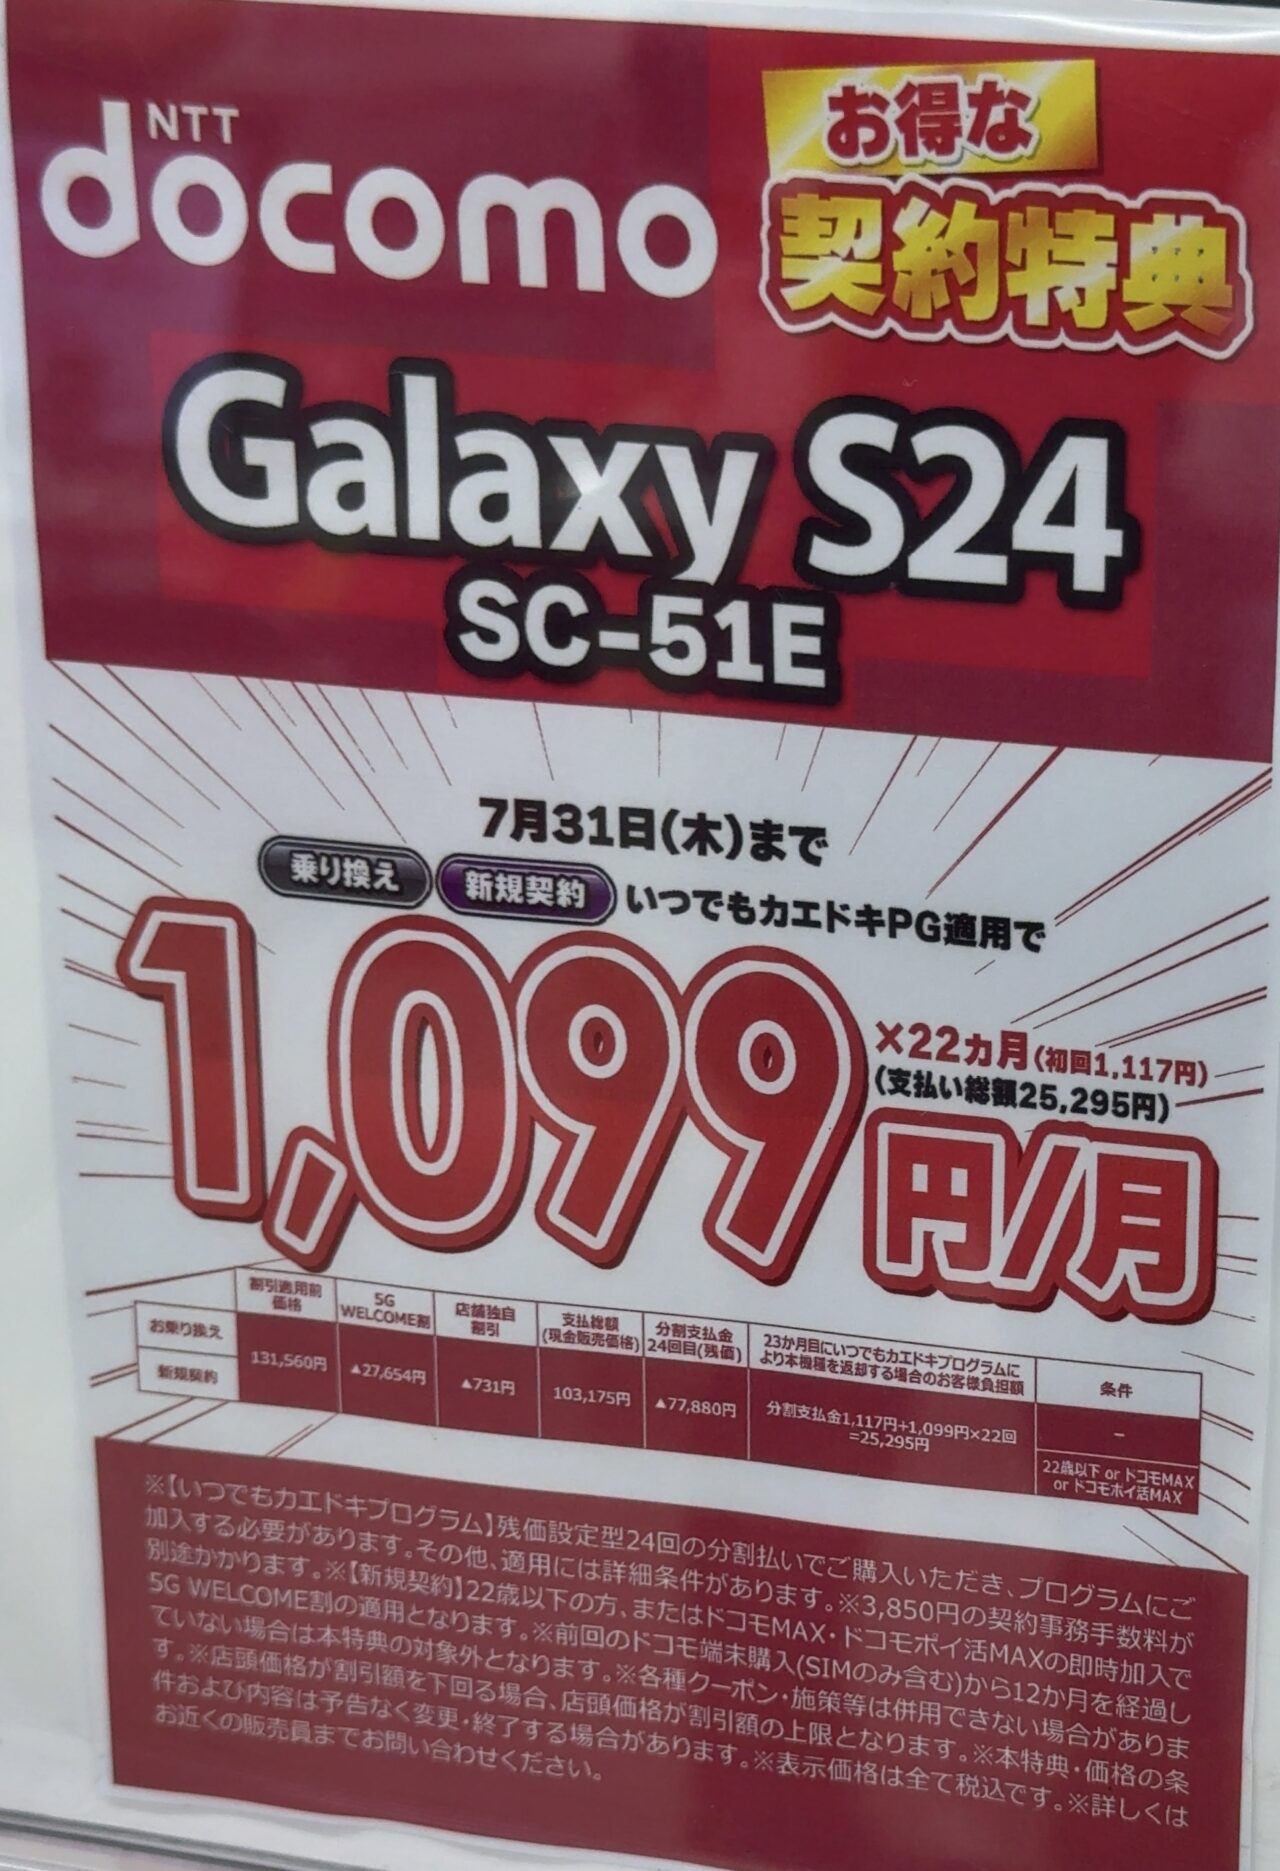 NTT
docomo
お得な
契約特典
Galaxy S24
SC-51E
7月31日(木)まで
乗り換え 新規契約 いつでもカエドキPG適用で
1,099円/月
×22カ月(初回1,117円)
(支払い総額25,295円)
割引適用前
価格
5G
WELCOME割
店舗独自
割引
支払総額
(現金販売価格)
分割支払金
24回目(残価)
23か月目にいつでもカエドキプログラムに
より本機種を返却する場合のお客様負担額
条件
お乗り換え
新規契約
131,560円
▲27,654円
▲731円
103,175円
▲77,880円
分割支払金1,117円+1,099円×22回
=25,295円
-
22歳以下 or ドコモMAX
or ドコモポイ活MAX
※【いつでもカエドキプログラム】残価設定型24回の分割払いでご購入いただき、プログラムにご
加入する必要があります。その他、適用には詳細条件があります。※3,850円の契約事務手数料が
別途かかります。※【新規契約】22歳以下の方、またはドコモMAX・ドコモポイ活MAXの即時加入で
5G WELCOME割の適用となります。※前回のドコモ端末購入(SIMのみ含む)から12か月を経過し
ていない場合は本特典の対象外となります。※各種クーポン・施策等は併用できない場合がありま
す。※店頭価格が割引額を下回る場合、店頭価格が割引額の上限となります。※本特典・価格の条
件および内容は予告なく変更・終了する場合があります。※表示価格は全て税込です。※詳しくは
お近くの販売員までお問い合わせください。